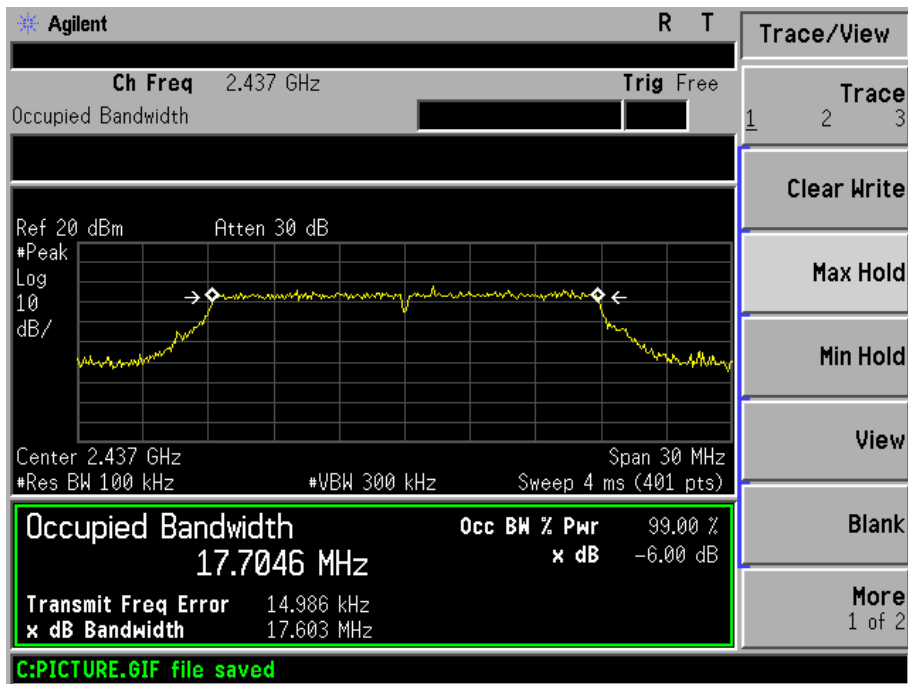 Agilent R T
Ch Freq 2.437 GHz Trig Free
Occupied Bandwidth
Ref 20 dBm Atten 30 dB
#Peak
Log
10
dB/
Center 2.437 GHz Span 30 MHz
#Res BW 100 kHz #VBW 300 kHz Sweep 4 ms (401 pts)
Occupied Bandwidth Occ BW % Pwr 99.00 %
17.7046 MHz x dB -6.00 dB
Transmit Freq Error 14.986 kHz
x dB Bandwidth 17.603 MHz
C:PICTURE.GIF file saved
Trace/View
Trace
1 2 3
Clear Write
Max Hold
Min Hold
View
Blank
More
1 of 2